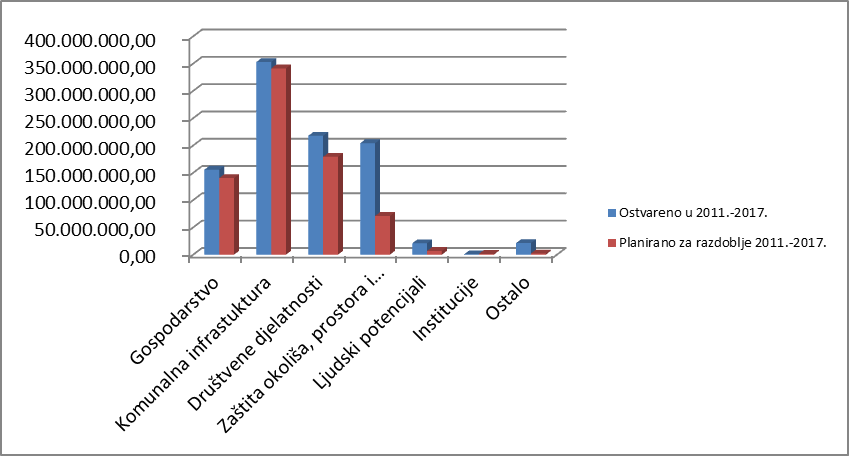 400.000.000,00
350.000.000,00
300.000.000,00
250.000.000,00
200.000.000,00
150.000.000,00
100.000.000,00
50.000.000,00
0,00
Gospodarstvo
Komunalna infrastuktura
Društvene djelatnosti
Zaštita okoliša, prostora i...
Ljudski potencijali
Institucije
Ostalo
Ostvareno u 2011.-2017.
Planirano za razdoblje 2011.-2017.